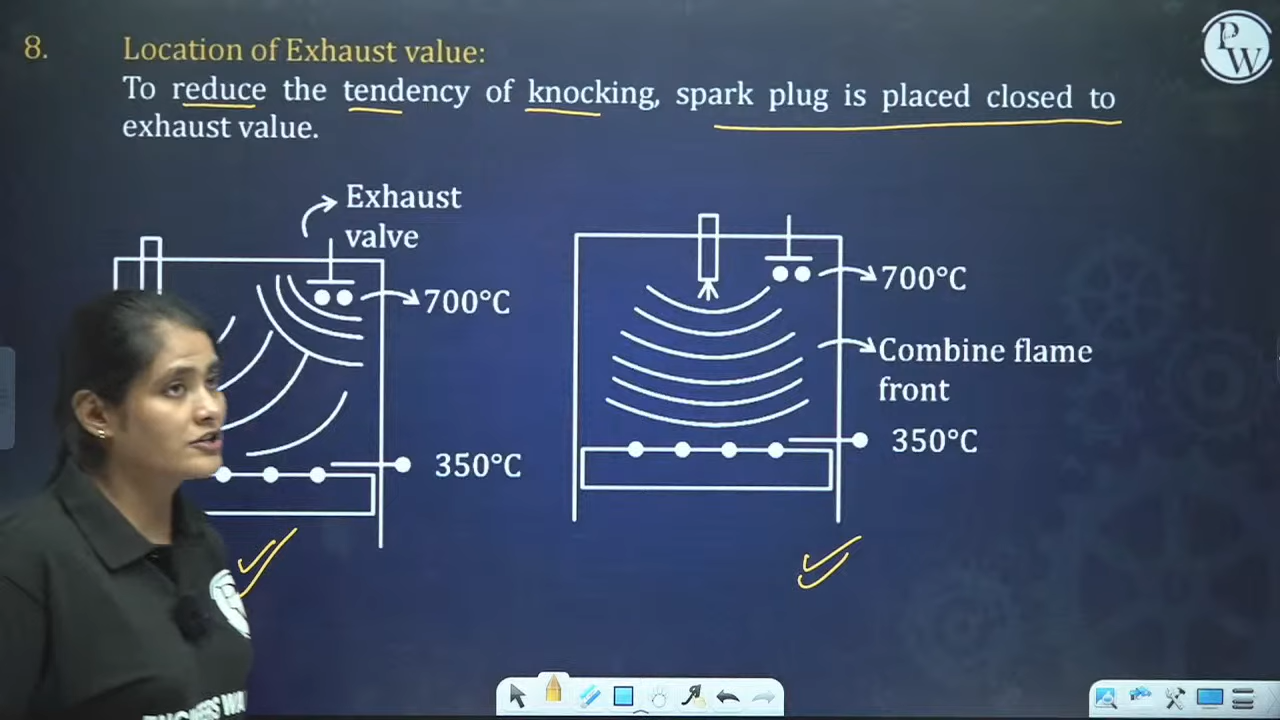 8. Location of Exhaust value:
To reduce the tendency of knocking, spark plug is placed closed to
exhaust value.
PW
Exhaust
valve
700°C
350°C
700°C
Combine flame
front
350°C